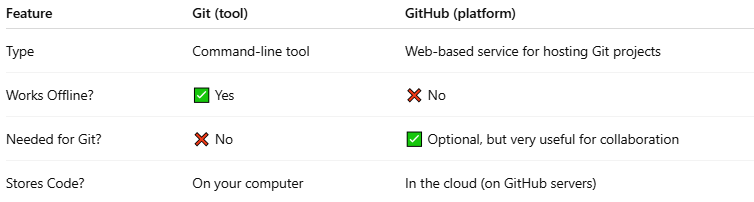 Feature Git (tool) GitHub (platform)
Type Command-line tool Web-based service for hosting Git projects
Works Offline? ✅ Yes ❌ No
Needed for Git? ❌ No ✅ Optional, but very useful for collaboration
Stores Code? On your computer In the cloud (on GitHub servers)